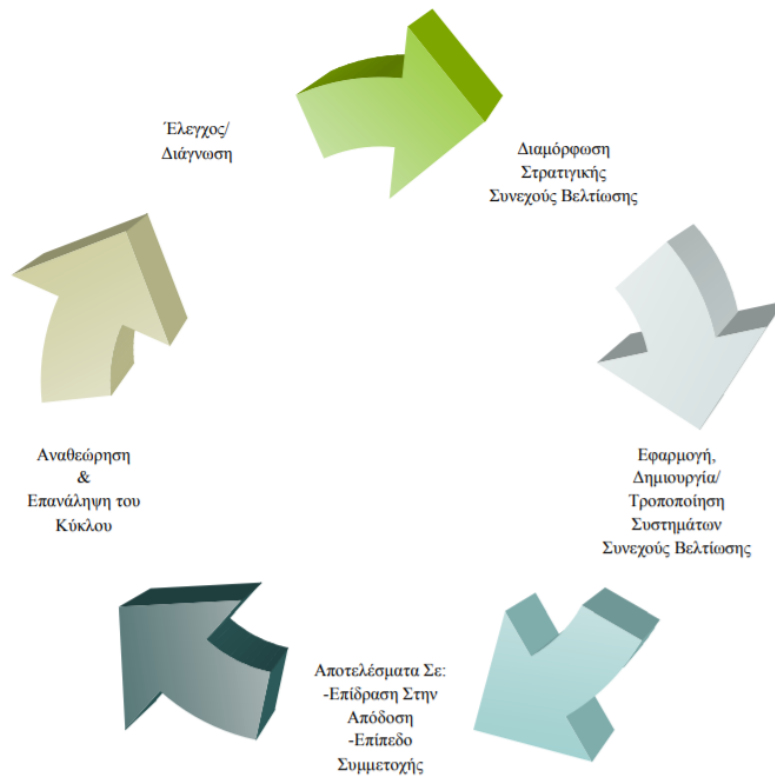 Έλεγχος/
Διάγνωση
Διαμόρφωση
Στρατιγικής
Συνεχούς Βελτίωσης
Εφαρμογή,
Δημιουργία/
Τροποποίηση
Συστημάτων
Συνεχούς Βελτίωσης
Αποτελέσματα Σε:
-Επίδραση Στην
Απόδοση
-Επίπεδο
Συμμετοχής
Αναθεώρηση
&
Επανάληψη του
Κύκλου